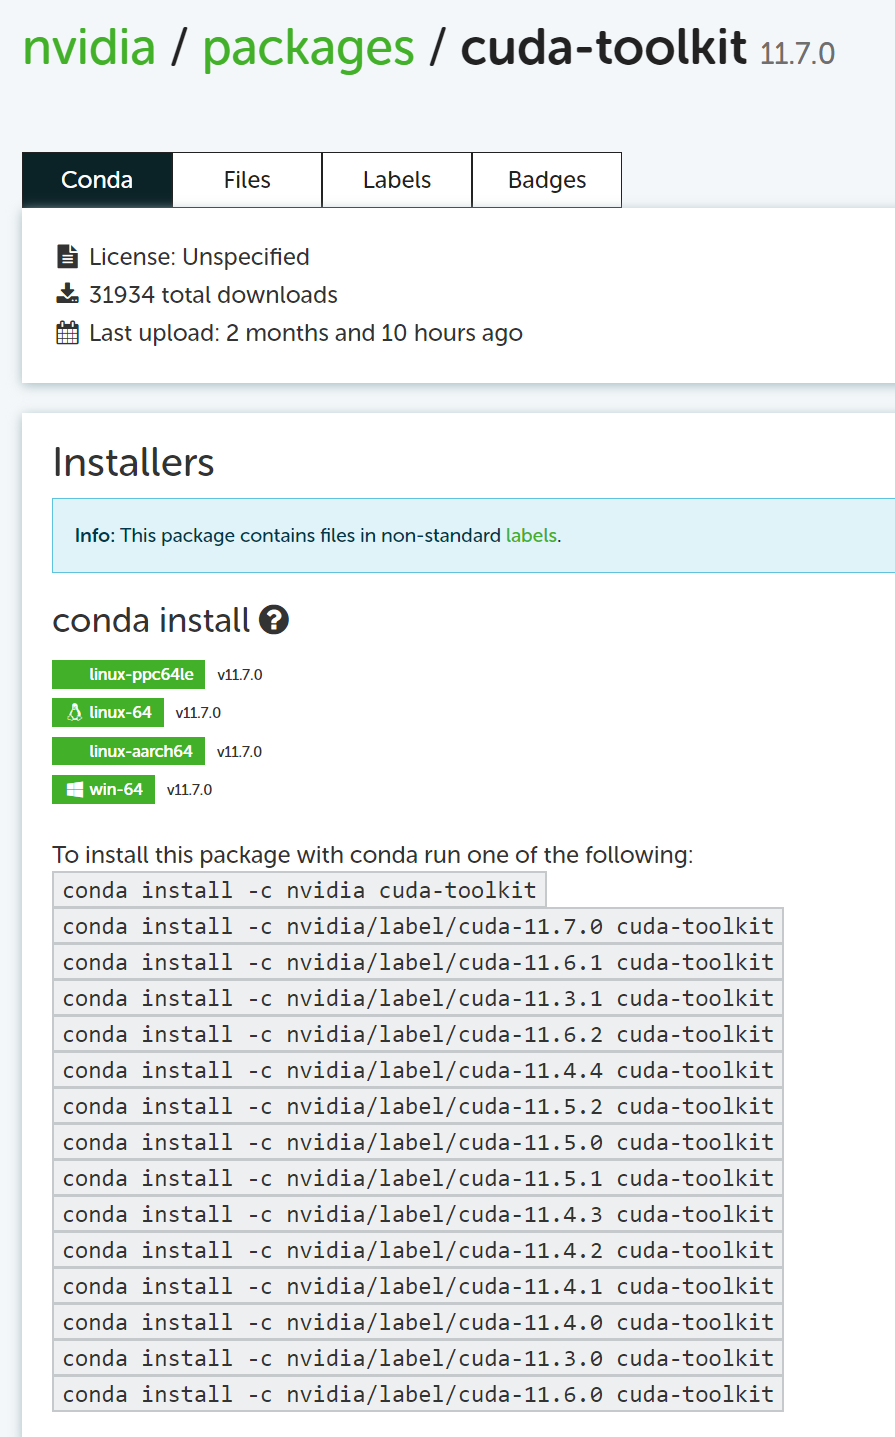 nvidia / packages / cuda-toolkit 11.7.0
Conda Files Labels Badges
License: Unspecified
31934 total downloads
Last upload: 2 months and 10 hours ago
Installers
Info: This package contains files in non-standard labels.
conda install ?
linux-ppc64le v11.7.0
linux-64 v11.7.0
linux-aarch64 v11.7.0
win-64 v11.7.0
To install this package with conda run one of the following:
conda install -c nvidia cuda-toolkit
conda install -c nvidia/label/cuda-11.7.0 cuda-toolkit
conda install -c nvidia/label/cuda-11.6.1 cuda-toolkit
conda install -c nvidia/label/cuda-11.3.1 cuda-toolkit
conda install -c nvidia/label/cuda-11.6.2 cuda-toolkit
conda install -c nvidia/label/cuda-11.4.4 cuda-toolkit
conda install -c nvidia/label/cuda-11.5.2 cuda-toolkit
conda install -c nvidia/label/cuda-11.5.0 cuda-toolkit
conda install -c nvidia/label/cuda-11.5.1 cuda-toolkit
conda install -c nvidia/label/cuda-11.4.3 cuda-toolkit
conda install -c nvidia/label/cuda-11.4.2 cuda-toolkit
conda install -c nvidia/label/cuda-11.4.1 cuda-toolkit
conda install -c nvidia/label/cuda-11.4.0 cuda-toolkit
conda install -c nvidia/label/cuda-11.3.0 cuda-toolkit
conda install -c nvidia/label/cuda-11.6.0 cuda-toolkit